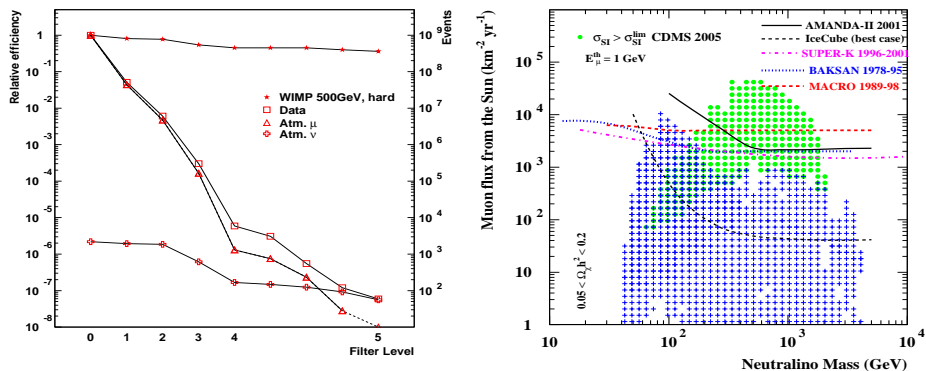 Relative efficiency
Events
1
10 -1
10 -2
10 -3
10 -4
10 -5
10 -6
10 -7
10 -8
10 9
10 8
10 7
10 6
10 5
10 4
10 3
10 2
WIMP 500GeV, hard
Data
Atm. μ
Atm. ν
0 1 2 3 4 5
Filter Level
Muon flux from the Sun (km-2 yr-1)
10 5
10 4
10 3
10 2
10
1
σSI > σSI lim CDMS 2005
Eμ th = 1 GeV
AMANDA-II 2001
IceCube (best case)
SUPER-K 1996-2001
BAKSAN 1978-95
MACRO 1989-98
0.05 < Ωχ h2 < 0.2
10 10 2 10 3 10 4
Neutralino Mass (GeV)